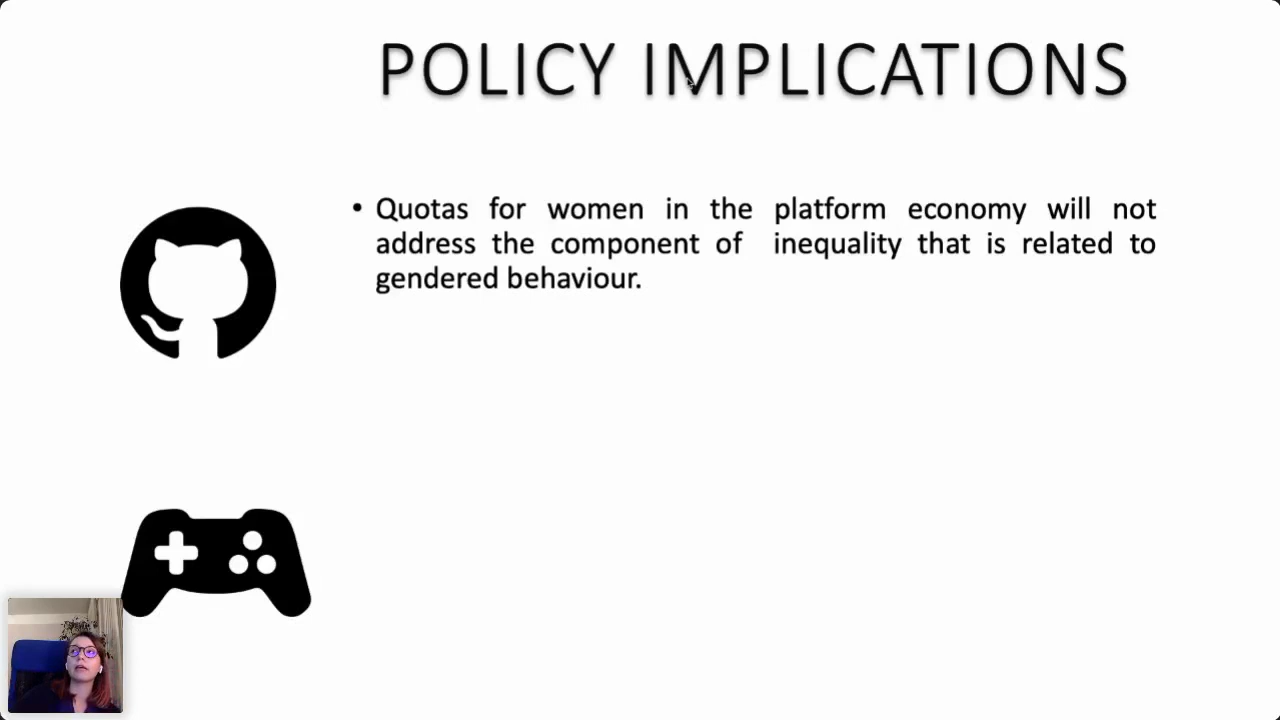 POLICY IMPLICATIONS
• Quotas for women in the platform economy will not
address the component of inequality that is related to
gendered behaviour.